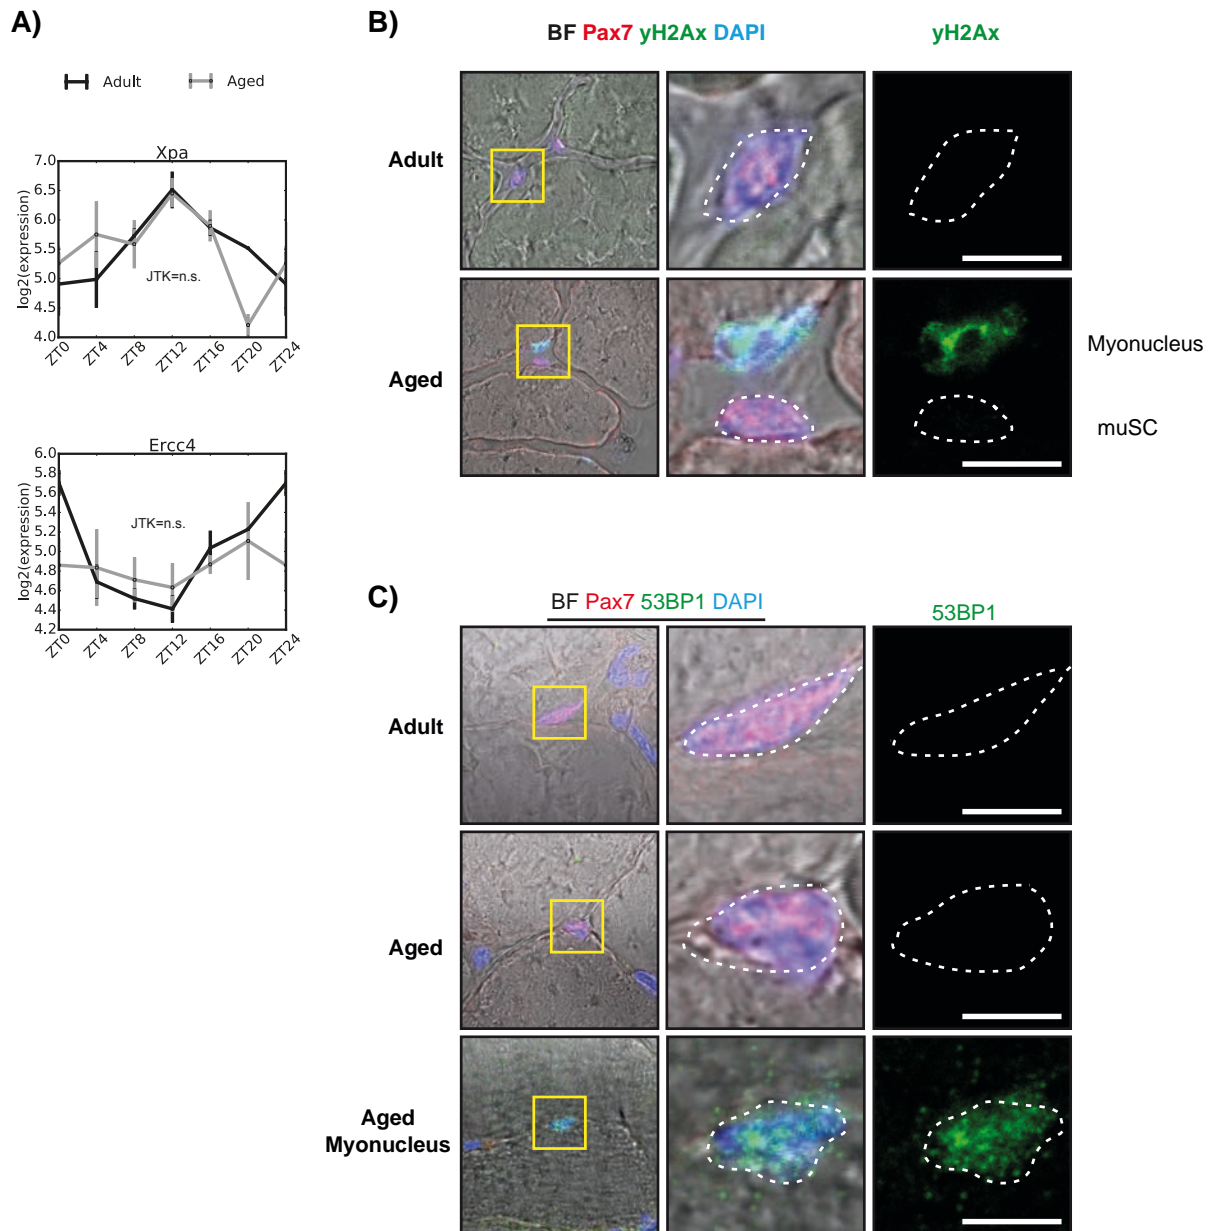 A)
Adult
Aged
Xpa
log2(expression)
7.0
6.5
6.0
5.5
5.0
4.5
4.0
JTK=n.s.
ZT0
ZT4
ZT8
ZT12
ZT16
ZT20
ZT24
Ercc4
log2(expression)
6.0
5.8
5.6
5.4
5.2
5.0
4.8
4.6
4.4
4.2
JTK=n.s.
ZT0
ZT4
ZT8
ZT12
ZT16
ZT20
ZT24
B)
BF Pax7 yH2Ax DAPI
yH2Ax
Adult
Aged
Myonucleus
muSC
C)
BF Pax7 53BP1 DAPI
53BP1
Adult
Aged
Aged
Myonucleus